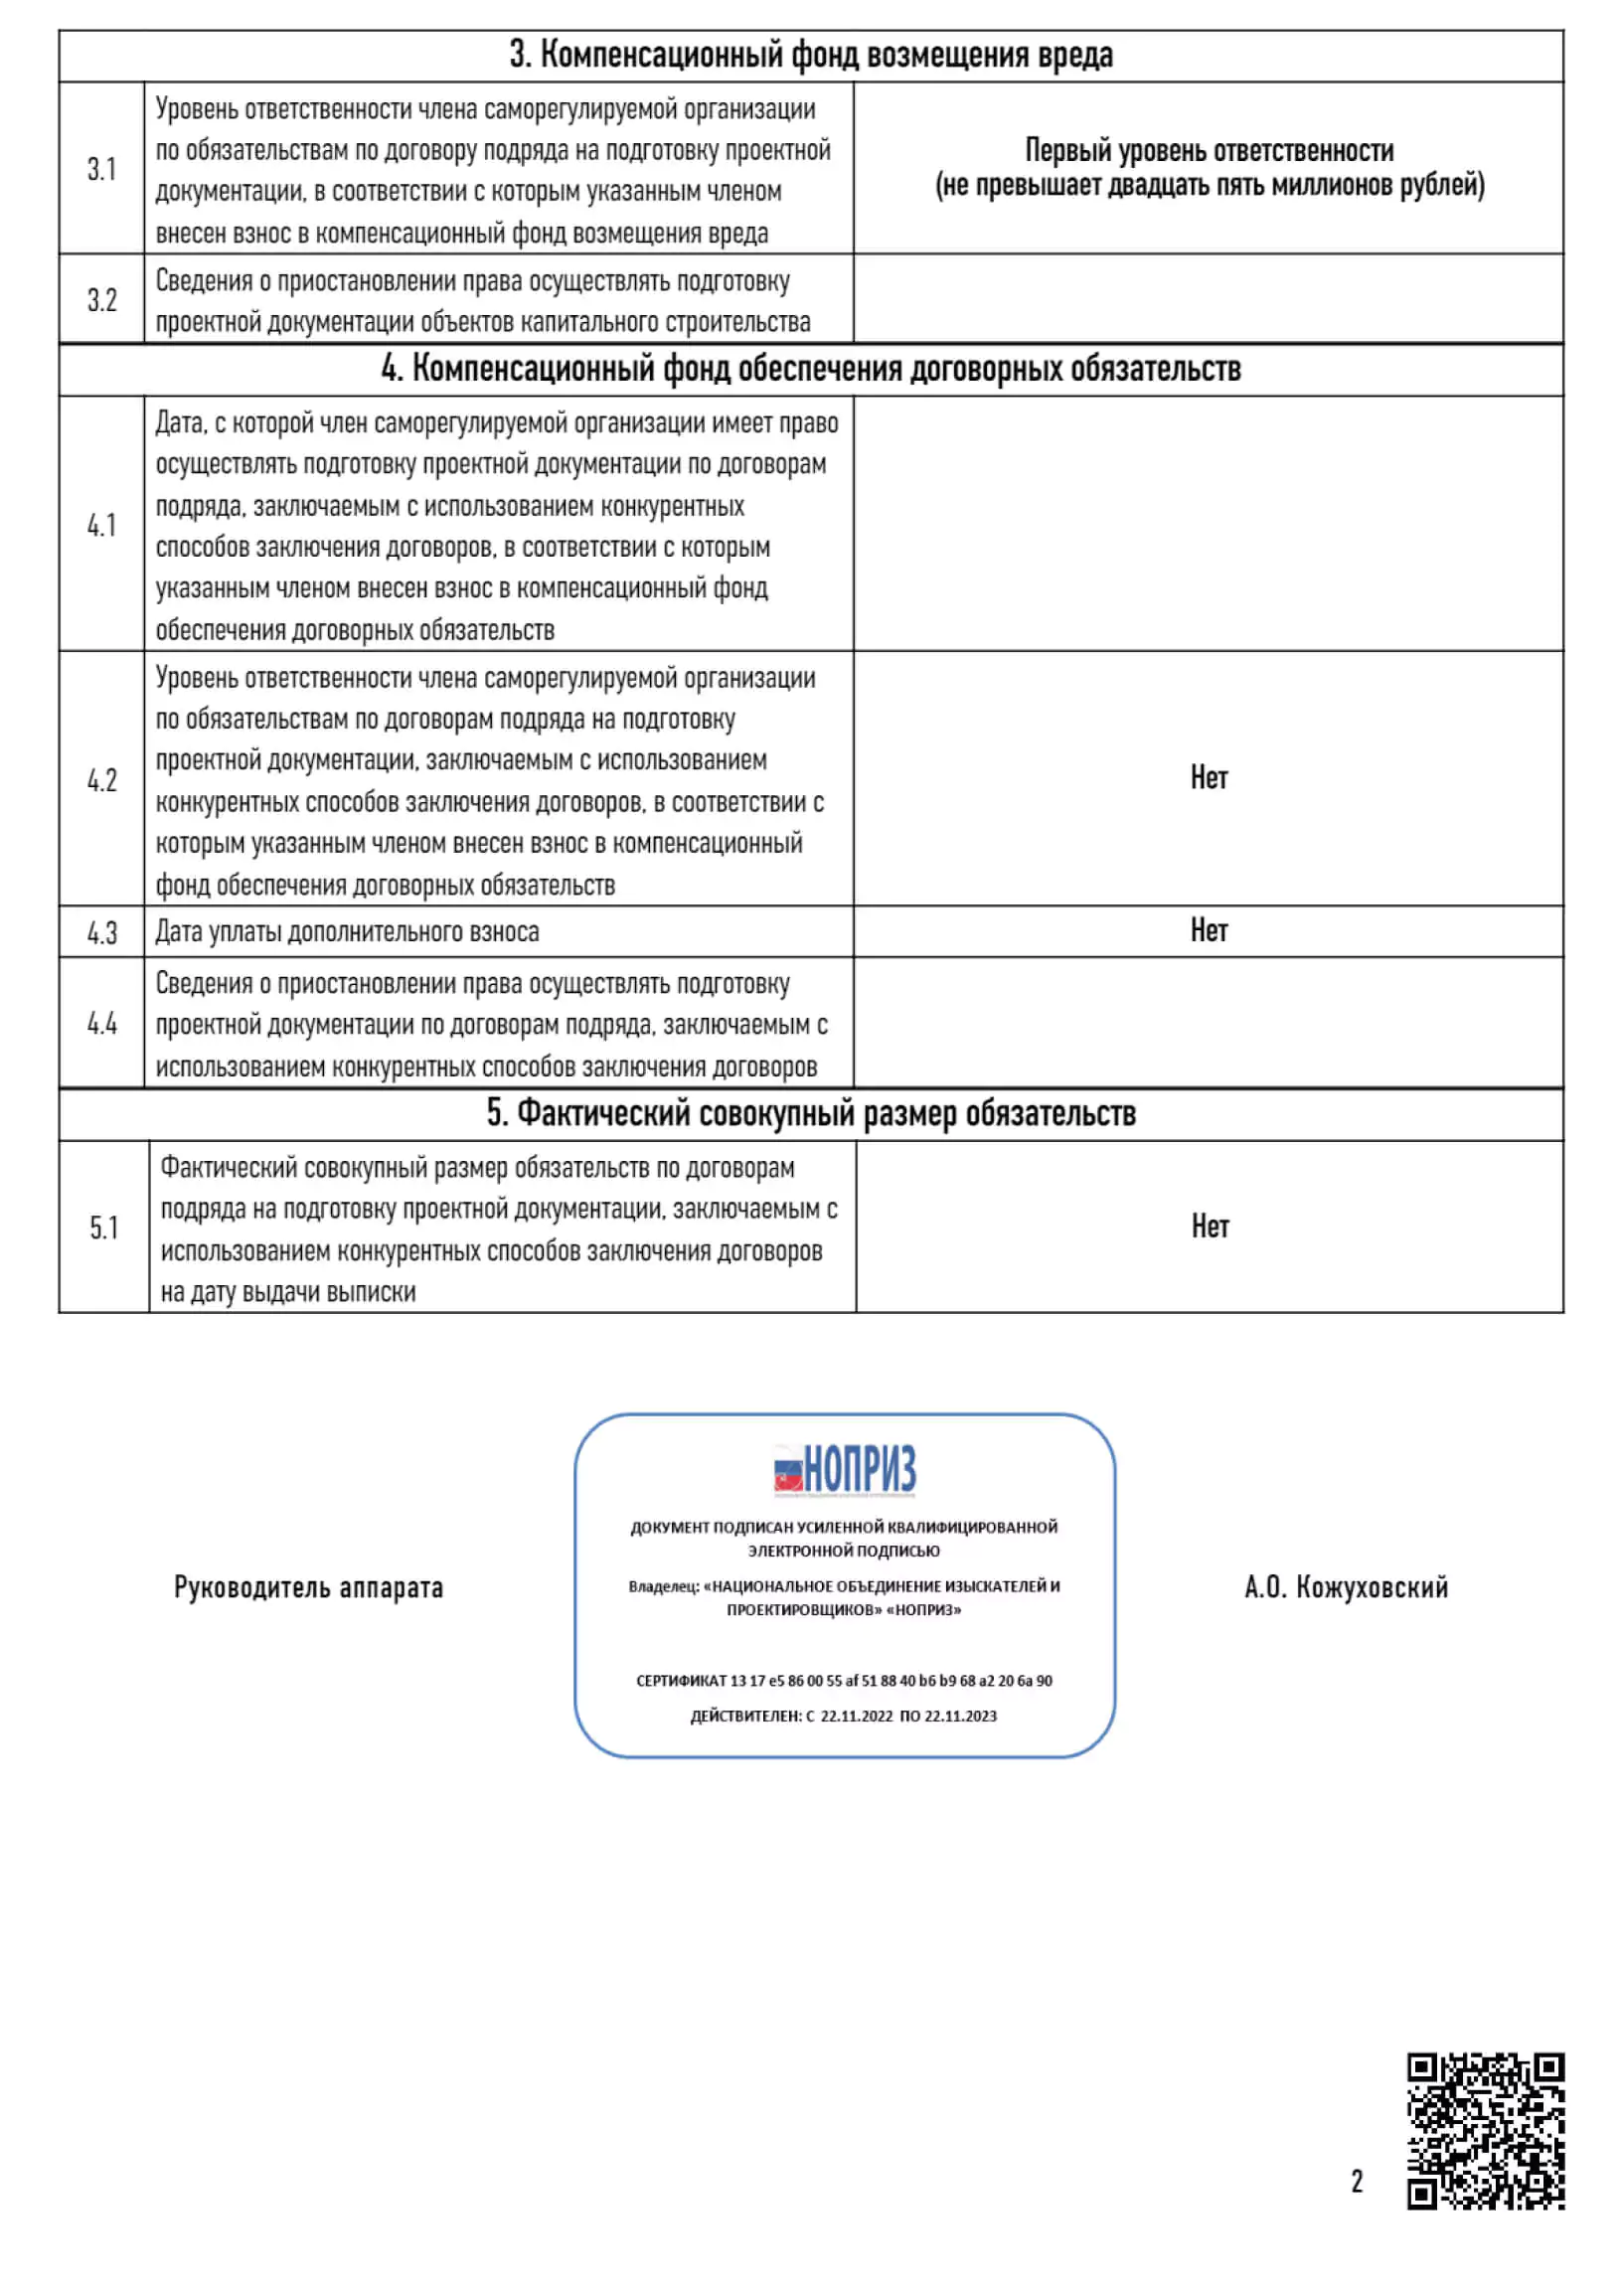 3. Компенсационный фонд возмещения вреда
3.1
Уровень ответственности члена саморегулируемой организации
по обязательствам по договору подряда на подготовку проектной
документации, в соответствии с которым указанным членом
внесен взнос в компенсационный фонд возмещения вреда
Первый уровень ответственности
(не превышает двадцать пять миллионов рублей)
3.2
Сведения о приостановлении права осуществлять подготовку
проектной документации объектов капитального строительства
4. Компенсационный фонд обеспечения договорных обязательств
4.1
Дата, с которой член саморегулируемой организации имеет право
осуществлять подготовку проектной документации по договорам
подряда, заключаемым с использованием конкурентных
способов заключения договоров, в соответствии с которым
указанным членом внесен взнос в компенсационный фонд
обеспечения договорных обязательств
4.2
Уровень ответственности члена саморегулируемой организации
по обязательствам по договорам подряда на подготовку
проектной документации, заключаемым с использованием
конкурентных способов заключения договоров, в соответствии с
которым указанным членом внесен взнос в компенсационный
фонд обеспечения договорных обязательств
Нет
4.3
Дата уплаты дополнительного взноса
Нет
4.4
Сведения о приостановлении права осуществлять подготовку
проектной документации по договорам подряда, заключаемым с
использованием конкурентных способов заключения договоров
5. Фактический совокупный размер обязательств
5.1
Фактический совокупный размер обязательств по договорам
подряда на подготовку проектной документации, заключаемым с
использованием конкурентных способов заключения договоров
на дату выдачи выписки
Нет
Руководитель аппарата
НОПРИЗ
ДОКУМЕНТ ПОДПИСАН УСИЛЕННОЙ КВАЛИФИЦИРОВАННОЙ
ЭЛЕКТРОННОЙ ПОДПИСЬЮ
Владелец: «НАЦИОНАЛЬНОЕ ОБЪЕДИНЕНИЕ ИЗЫСКАТЕЛЕЙ И
ПРОЕКТИРОВЩИКОВ» «НОПРИЗ»
СЕРТИФИКАТ 13 17 e5 86 00 55 af 51 88 40 b6 b9 68 a2 20 6a 90
ДЕЙСТВИТЕЛЕН: С 22.11.2022 ПО 22.11.2023
А.О. Кожуховский
2